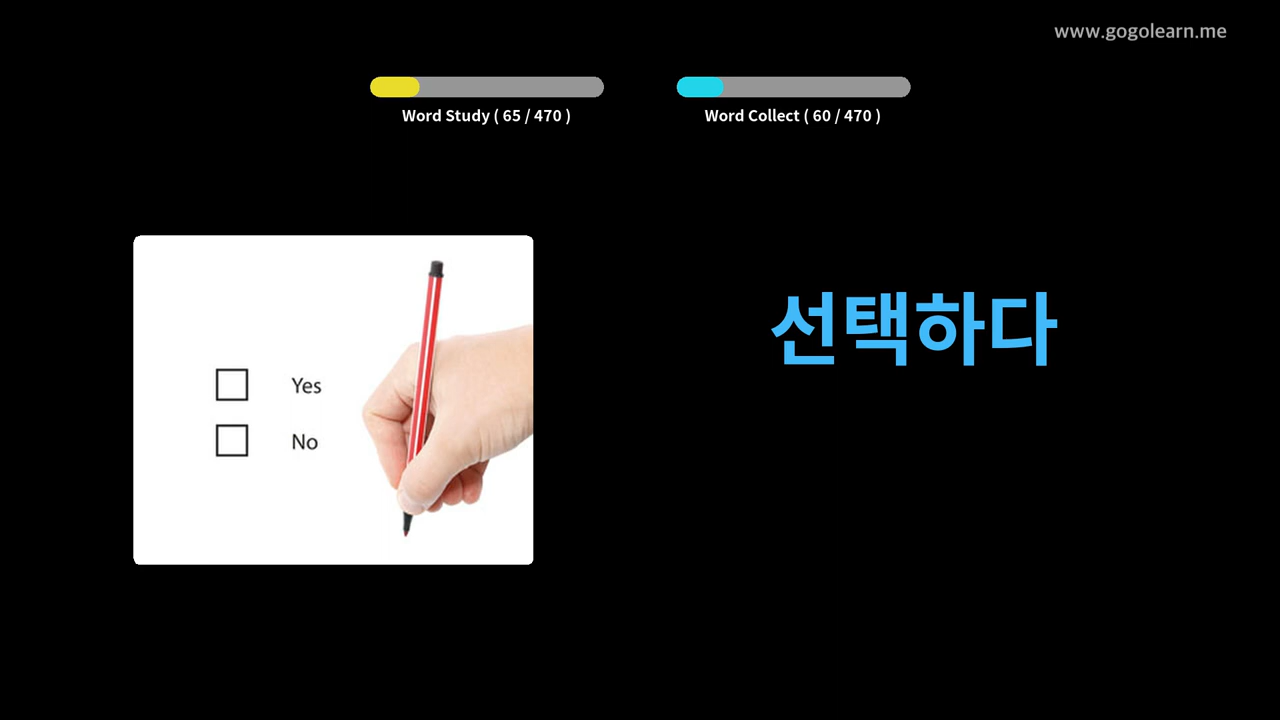 www.gogolearn.me
Word Study ( 65 / 470 )
Word Collect ( 60 / 470 )
Yes
No
선택하다